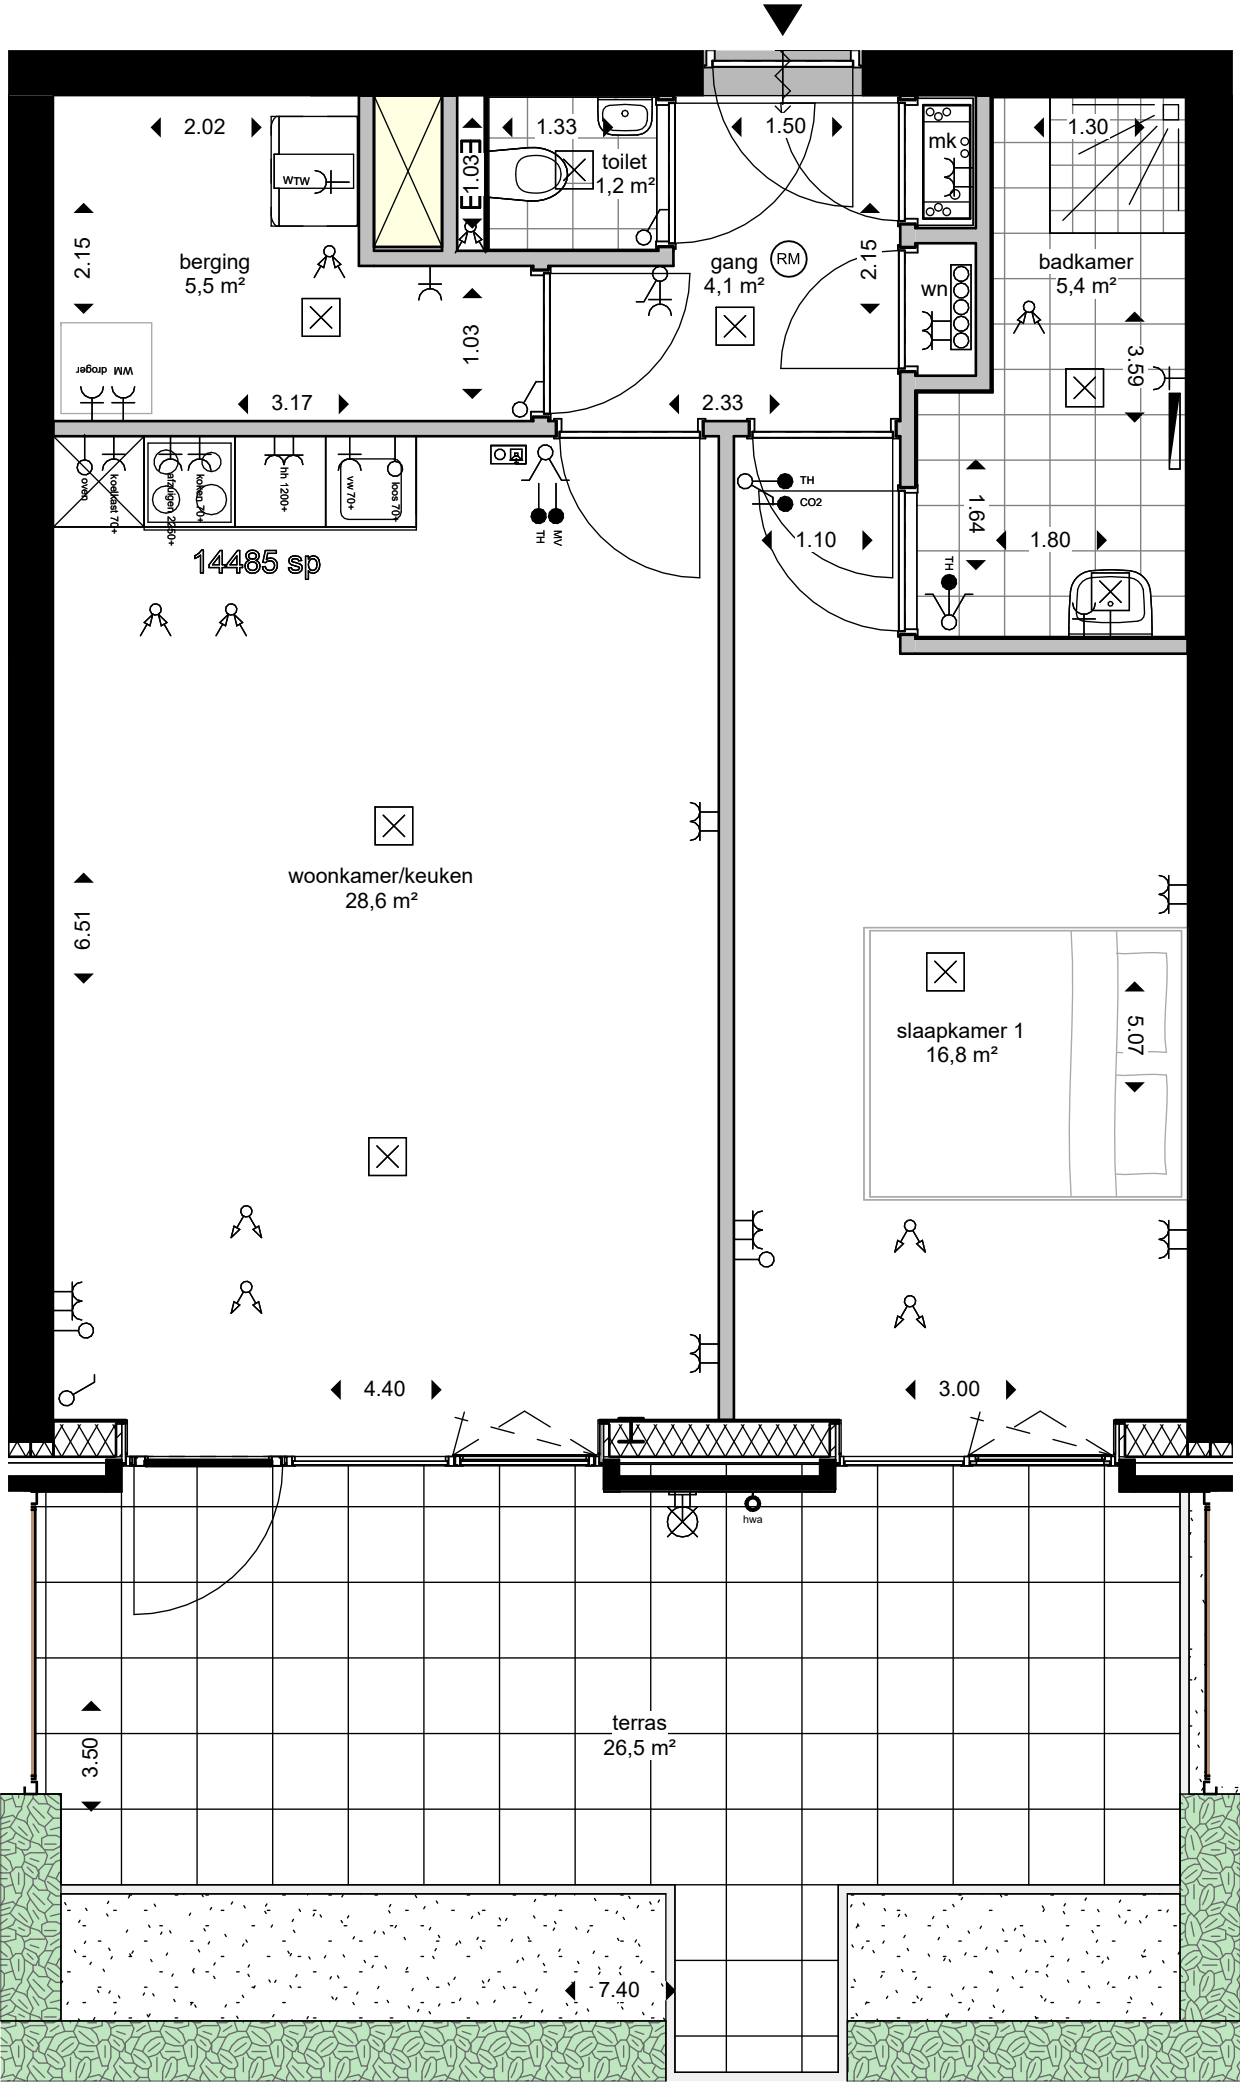 2.02
1.33
1.50
1.30
1.03
mk
WTW
toilet
1,2 m²
2.15
berging
5,5 m²
gang
4,1 m²
RM
2.15
badkamer
5,4 m²
wn
1.03
3.59
droger
WM
3.17
2.33
oven
koelkast 70+
afzuigen 2250+
koken 70+
hh 1200+
vw 70+
loos 70+
TH
CO2
TH
MV
1.64
1.10
1.80
14485 sp
TH
woonkamer/keuken
28,6 m²
6.51
slaapkamer 1
16,8 m²
5.07
4.40
3.00
hwa
terras
26,5 m²
3.50
7.40